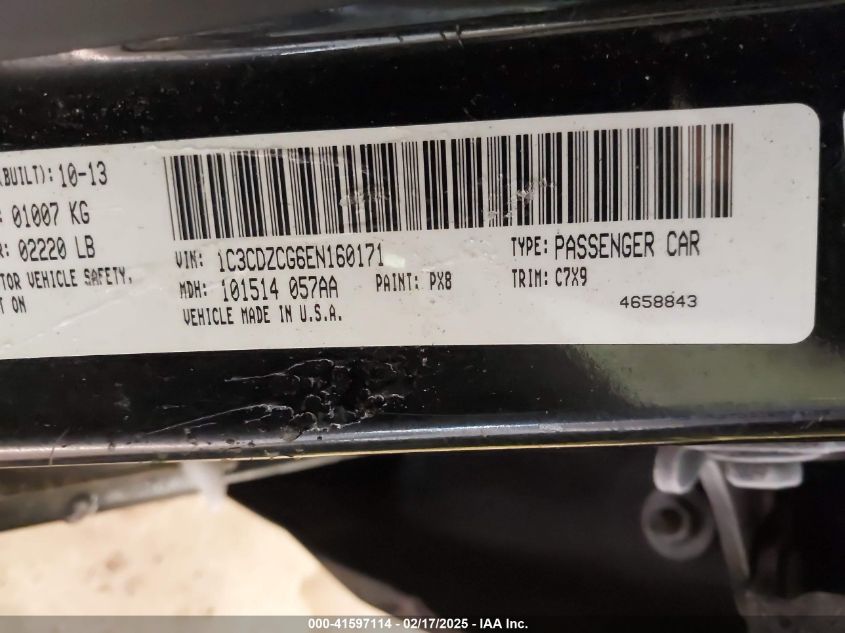 (BUILT): 10-13
: 01007 KG
R: 02220 LB
TOR VEHICLE SAFETY,
T ON
VIN: 1C3CDZCG6EN160171
TYPE: PASSENGER CAR
MDH: 101514 057AA PAINT: PX8 TRIM: C7X9
VEHICLE MADE IN U.S.A.
4658843
000-41597114 - 02/17/2025 - IAA Inc.